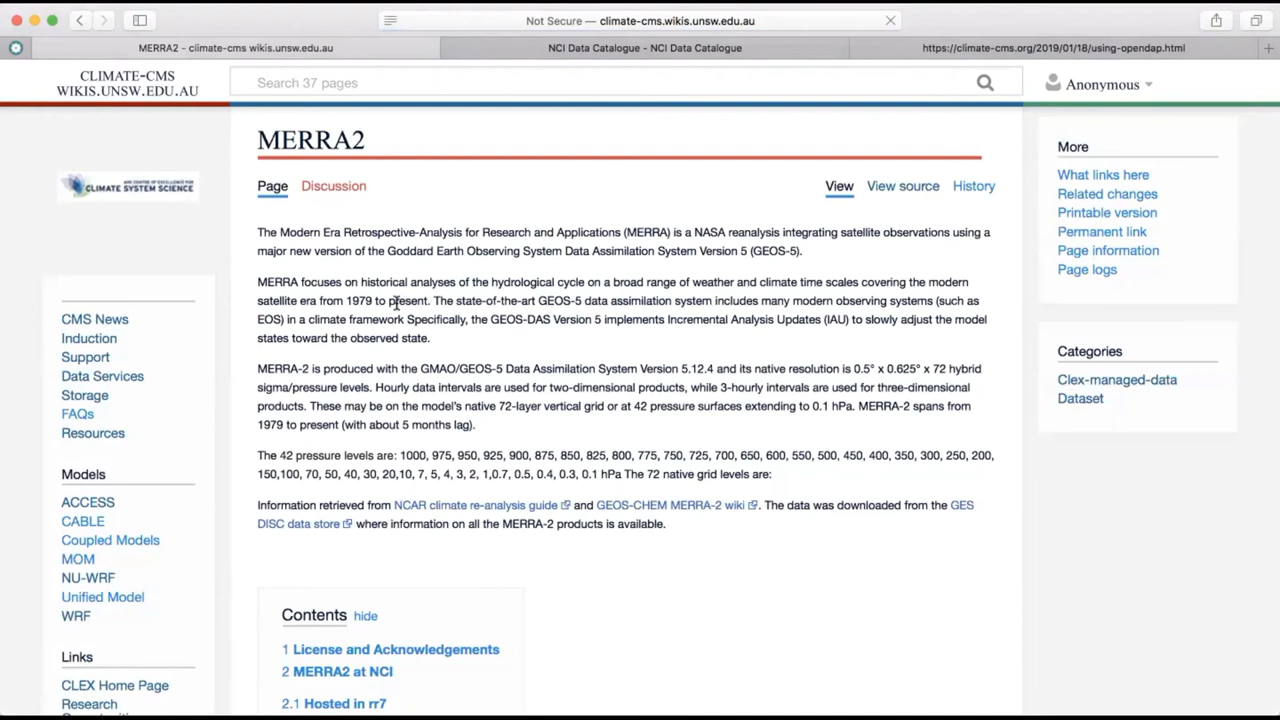 Not Secure — climate-cms.wikis.unsw.edu.au
MERRA2 - climate-cms wikis.unsw.edu.au
NCI Data Catalogue - NCI Data Catalogue
https://climate-cms.org/2019/01/18/using-opendap.html
CLIMATE-CMS
WIKIS.UNSW.EDU.AU
Search 37 pages
Anonymous
MERRA2
Page
Discussion
View
View source
History
The Modern Era Retrospective-Analysis for Research and Applications (MERRA) is a NASA reanalysis integrating satellite observations using a
major new version of the Goddard Earth Observing System Data Assimilation System Version 5 (GEOS-5).
MERRA focuses on historical analyses of the hydrological cycle on a broad range of weather and climate time scales covering the modern
satellite era from 1979 to present. The state-of-the-art GEOS-5 data assimilation system includes many modern observing systems (such as
EOS) in a climate framework Specifically, the GEOS-DAS Version 5 implements Incremental Analysis Updates (IAU) to slowly adjust the model
states toward the observed state.
MERRA-2 is produced with the GMAO/GEOS-5 Data Assimilation System Version 5.12.4 and its native resolution is 0.5° x 0.625° x 72 hybrid
sigma/pressure levels. Hourly data intervals are used for two-dimensional products, while 3-hourly intervals are used for three-dimensional
products. These may be on the model's native 72-layer vertical grid or at 42 pressure surfaces extending to 0.1 hPa. MERRA-2 spans from
1979 to present (with about 5 months lag).
The 42 pressure levels are: 1000, 975, 950, 925, 900, 875, 850, 825, 800, 775, 750, 725, 700, 650, 600, 550, 500, 450, 400, 350, 300, 250, 200,
150,100, 70, 50, 40, 30, 20,10, 7, 5, 4, 3, 2, 1,0.7, 0.5, 0.4, 0.3, 0.1 hPa The 72 native grid levels are:
Information retrieved from NCAR climate re-analysis guide and GEOS-CHEM MERRA-2 wiki . The data was downloaded from the GES
DISC data store where information on all the MERRA-2 products is available.
Contents hide
1 License and Acknowledgements
2 MERRA2 at NCI
2.1 Hosted in rr7
CLIMATE SYSTEM SCIENCE
CMS News
Induction
Support
Data Services
Storage
FAQs
Resources
Models
ACCESS
CABLE
Coupled Models
MOM
NU-WRF
Unified Model
WRF
Links
CLEX Home Page
Research
More
What links here
Related changes
Printable version
Permanent link
Page information
Page logs
Categories
Clex-managed-data
Dataset